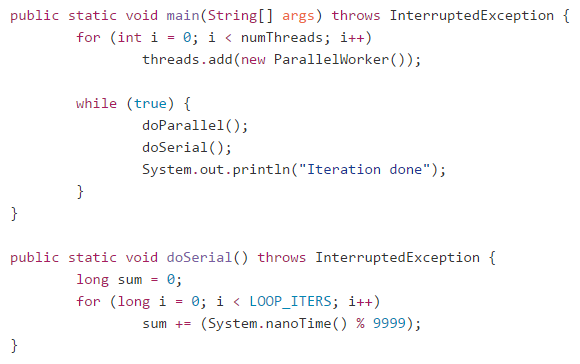 public static void main(String[] args) throws InterruptedException {
        for (int i = 0; i < numThreads; i++)
                threads.add(new ParallelWorker());

        while (true) {
                doParallel();
                doSerial();
                System.out.println("Iteration done");
        }
}

public static void doSerial() throws InterruptedException {
        long sum = 0;
        for (long i = 0; i < LOOP_ITERS; i++)
                sum += (System.nanoTime() % 9999);
}